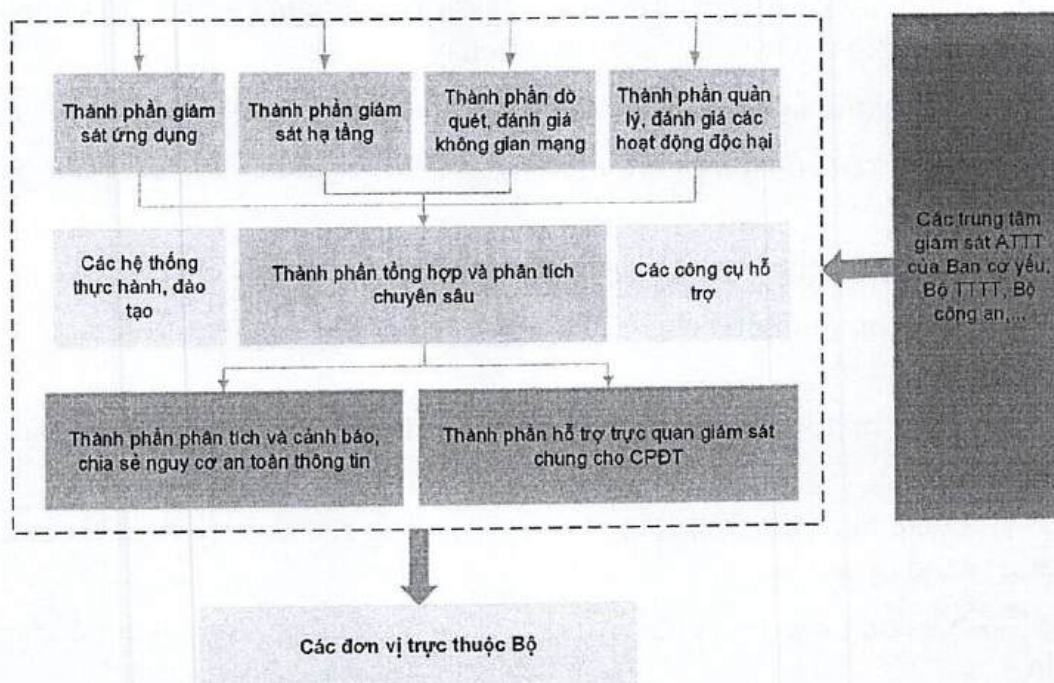 Thành phần giám
sát ứng dụng
Thành phần giám
sát hạ tầng
Thành phần dò
quét, đánh giá
không gian mạng
Thành phần quản
lý, đánh giá các
hoạt động độc hại
Các hệ thống
thực hành, đào
tạo
Thành phần tổng hợp và phân tích
chuyên sâu
Các công cụ hỗ
trợ
Các trung tâm
giám sát ATTT
của Ban cơ yếu,
Bộ TTTT, Bộ
công an,...
Thành phần phân tích và cảnh báo,
chia sẻ nguy cơ an toàn thông tin
Thành phần hỗ trợ trực quan giám sát
chung cho CPĐT
Các đơn vị trực thuộc Bộ